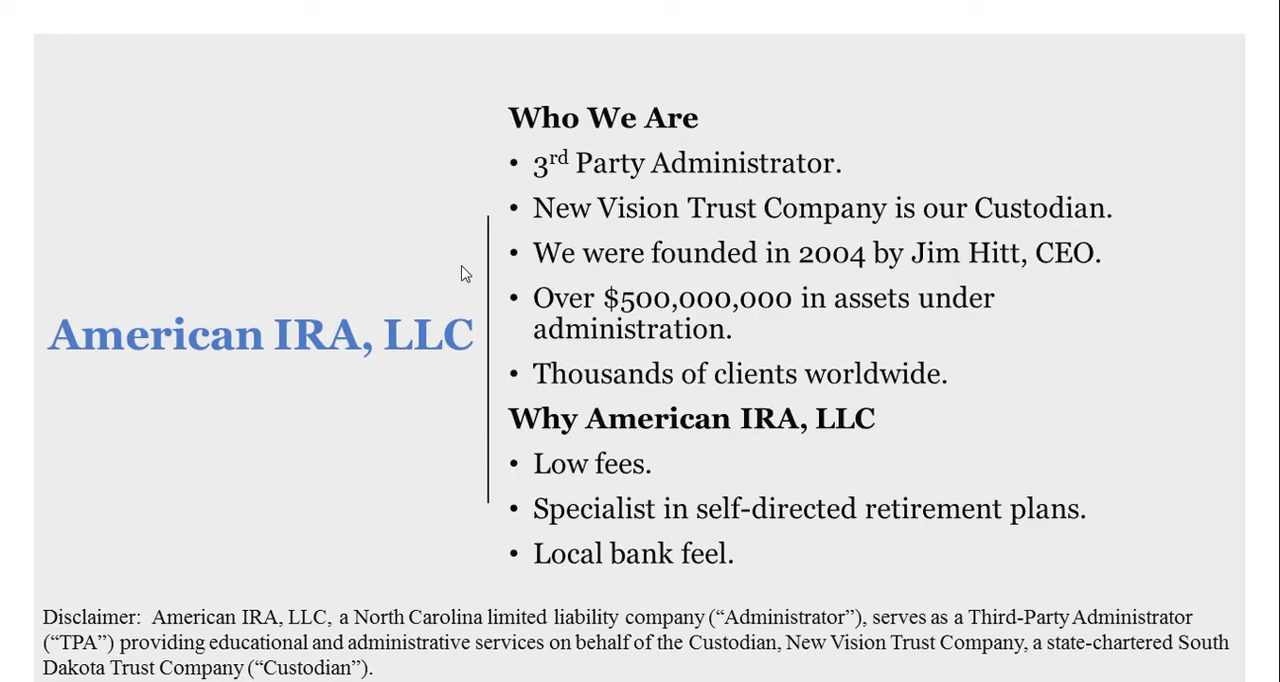 American IRA, LLC
Who We Are
• 3rd Party Administrator.
• New Vision Trust Company is our Custodian.
• We were founded in 2004 by Jim Hitt, CEO.
• Over $500,000,000 in assets under
administration.
• Thousands of clients worldwide.
Why American IRA, LLC
• Low fees.
• Specialist in self-directed retirement plans.
• Local bank feel.
Disclaimer: American IRA, LLC, a North Carolina limited liability company (“Administrator”), serves as a Third-Party Administrator
(“TPA”) providing educational and administrative services on behalf of the Custodian, New Vision Trust Company, a state-chartered South
Dakota Trust Company (“Custodian”).